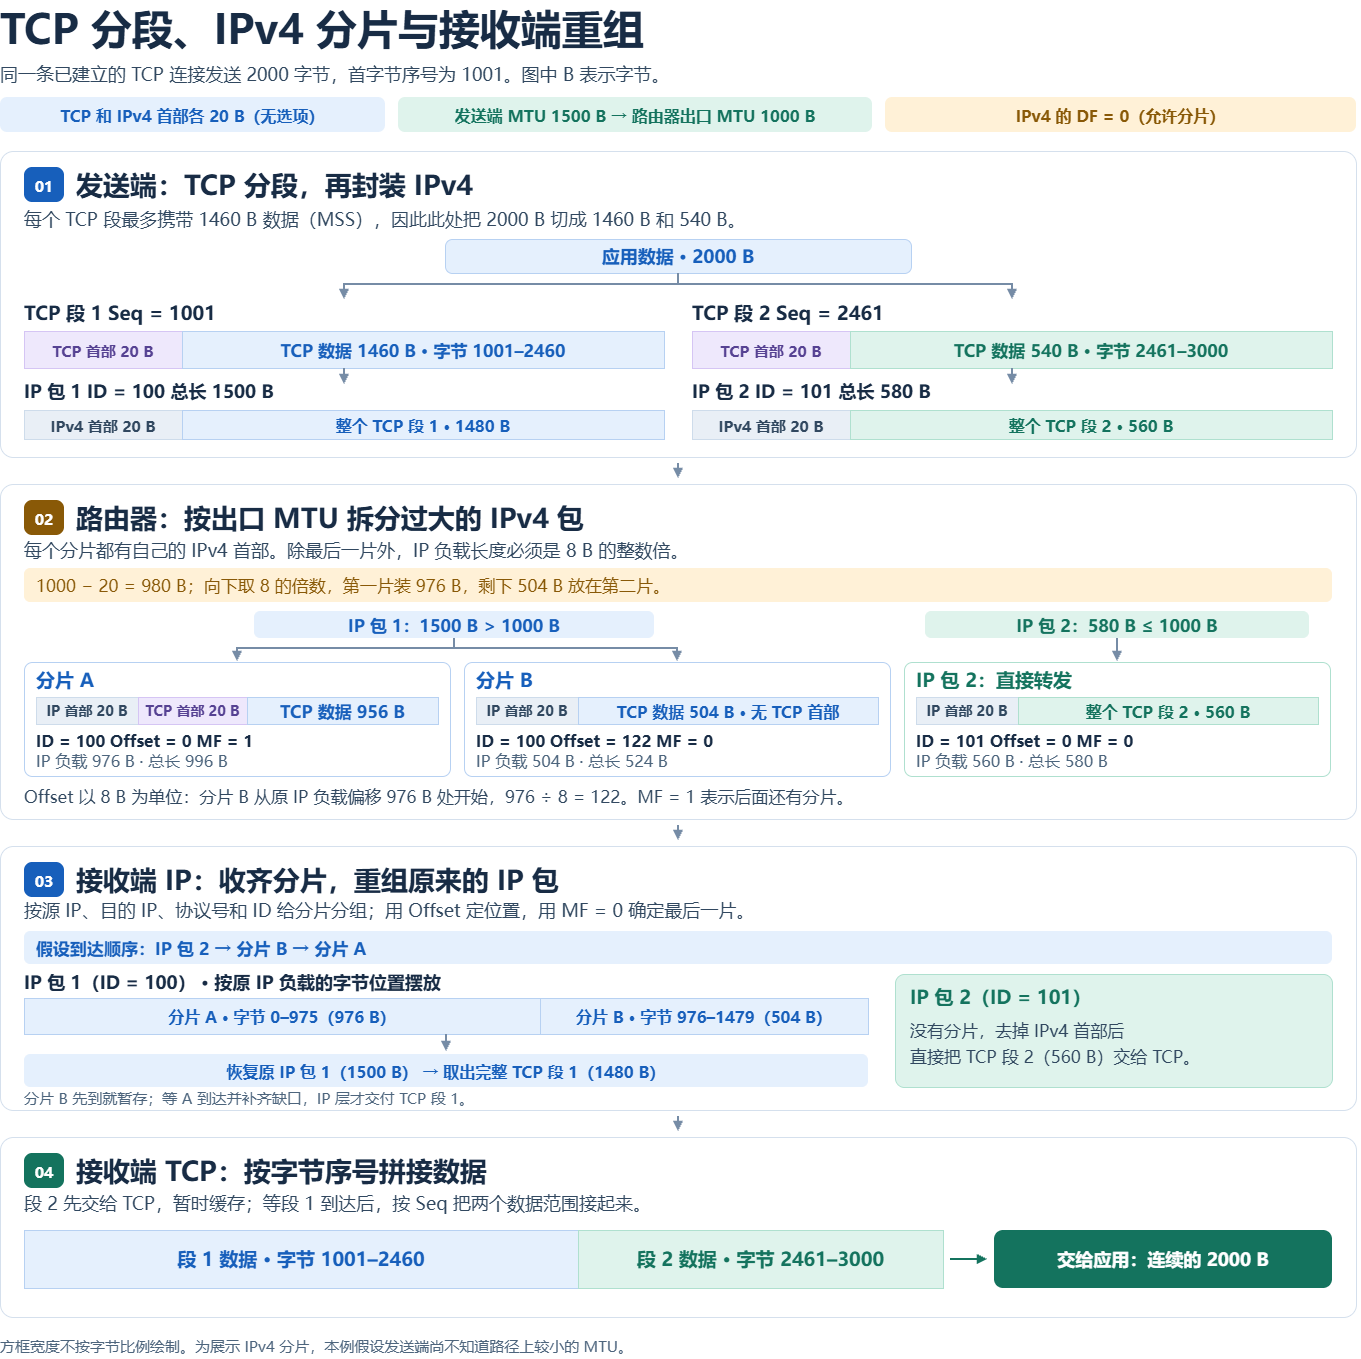 TCP 分段、IPv4 分片与接收端重组
同一条已建立的 TCP 连接发送 2000 字节，首字节序号为 1001。图中 B 表示字节。
TCP 和 IPv4 首部各 20 B（无选项）
发送端 MTU 1500 B → 路由器出口 MTU 1000 B
IPv4 的 DF = 0（允许分片）
01 发送端：TCP 分段，再封装 IPv4
每个 TCP 段最多携带 1460 B 数据（MSS），因此此处把 2000 B 切成 1460 B 和 540 B。
应用数据 • 2000 B
TCP 段 1 Seq = 1001
TCP 首部 20 B
TCP 数据 1460 B • 字节 1001–2460
IP 包 1 ID = 100 总长 1500 B
IPv4 首部 20 B
整个 TCP 段 1 • 1480 B
TCP 段 2 Seq = 2461
TCP 首部 20 B
TCP 数据 540 B • 字节 2461–3000
IP 包 2 ID = 101 总长 580 B
IPv4 首部 20 B
整个 TCP 段 2 • 560 B
02 路由器：按出口 MTU 拆分过大的 IPv4 包
每个分片都有自己的 IPv4 首部。除最后一片外，IP 负载长度必须是 8 B 的整数倍。
1000 − 20 = 980 B；向下取 8 的倍数，第一片装 976 B，剩下 504 B 放在第二片。
IP 包 1：1500 B > 1000 B
IP 包 2：580 B ≤ 1000 B
分片 A
IP 首部 20 B
TCP 首部 20 B
TCP 数据 956 B
ID = 100 Offset = 0 MF = 1
IP 负载 976 B · 总长 996 B
分片 B
IP 首部 20 B
TCP 数据 504 B • 无 TCP 首部
ID = 100 Offset = 122 MF = 0
IP 负载 504 B · 总长 524 B
IP 包 2：直接转发
IP 首部 20 B
整个 TCP 段 2 • 560 B
ID = 101 Offset = 0 MF = 0
IP 负载 560 B · 总长 580 B
Offset 以 8 B 为单位：分片 B 从原 IP 负载偏移 976 B 处开始，976 ÷ 8 = 122。MF = 1 表示后面还有分片。
03 接收端 IP：收齐分片，重组原来的 IP 包
按源 IP、目的 IP、协议号和 ID 给分片分组；用 Offset 定位置，用 MF = 0 确定最后一片。
假设到达顺序：IP 包 2 → 分片 B → 分片 A
IP 包 1（ID = 100） • 按原 IP 负载的字节位置摆放
分片 A • 字节 0–975（976 B）
分片 B • 字节 976–1479（504 B）
恢复原 IP 包 1（1500 B） → 取出完整 TCP 段 1（1480 B）
分片 B 先到就暂存；等 A 到达并补齐缺口，IP 层才交付 TCP 段 1。
IP 包 2（ID = 101）
没有分片，去掉 IPv4 首部后
直接把 TCP 段 2（560 B）交给 TCP。
04 接收端 TCP：按字节序号拼接数据
段 2 先交给 TCP，暂时缓存；等段 1 到达后，按 Seq 把两个数据范围接起来。
段 1 数据 • 字节 1001–2460
段 2 数据 • 字节 2461–3000
交给应用：连续的 2000 B
方框宽度不按字节比例绘制。为展示 IPv4 分片，本例假设发送端尚不知道路径上较小的 MTU。